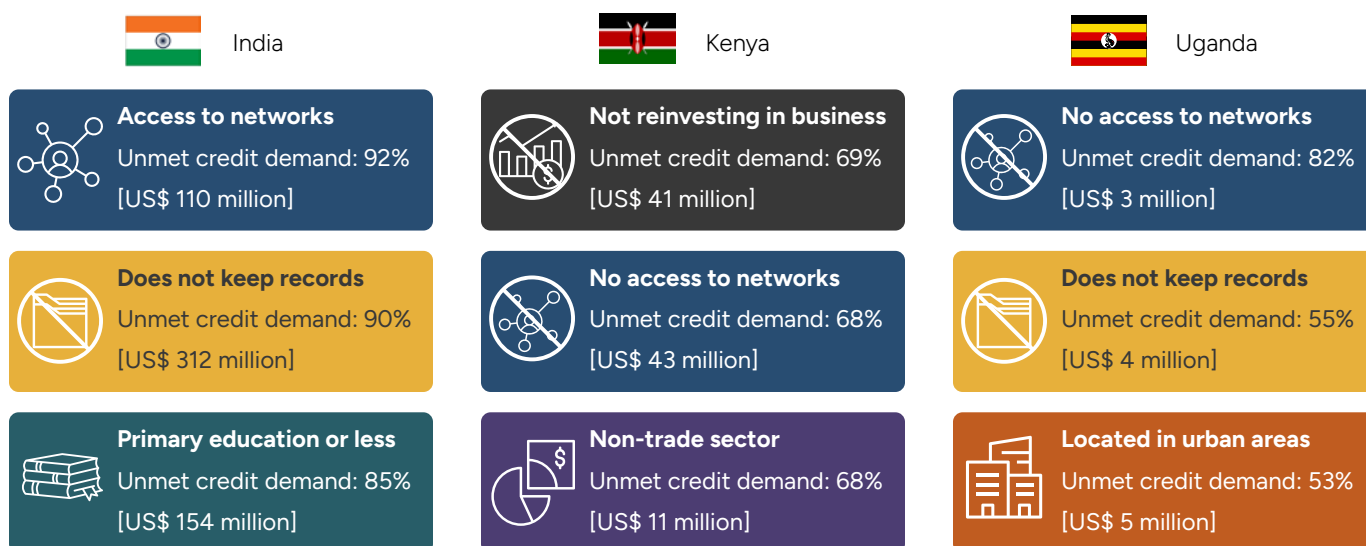 India
Access to networks
Unmet credit demand: 92%
[US$ 110 million]
Does not keep records
Unmet credit demand: 90%
[US$ 312 million]
Primary education or less
Unmet credit demand: 85%
[US$ 154 million]
Kenya
Not reinvesting in business
Unmet credit demand: 69%
[US$ 41 million]
No access to networks
Unmet credit demand: 68%
[US$ 43 million]
Non-trade sector
Unmet credit demand: 68%
[US$ 11 million]
Uganda
No access to networks
Unmet credit demand: 82%
[US$ 3 million]
Does not keep records
Unmet credit demand: 55%
[US$ 4 million]
Located in urban areas
Unmet credit demand: 53%
[US$ 5 million]